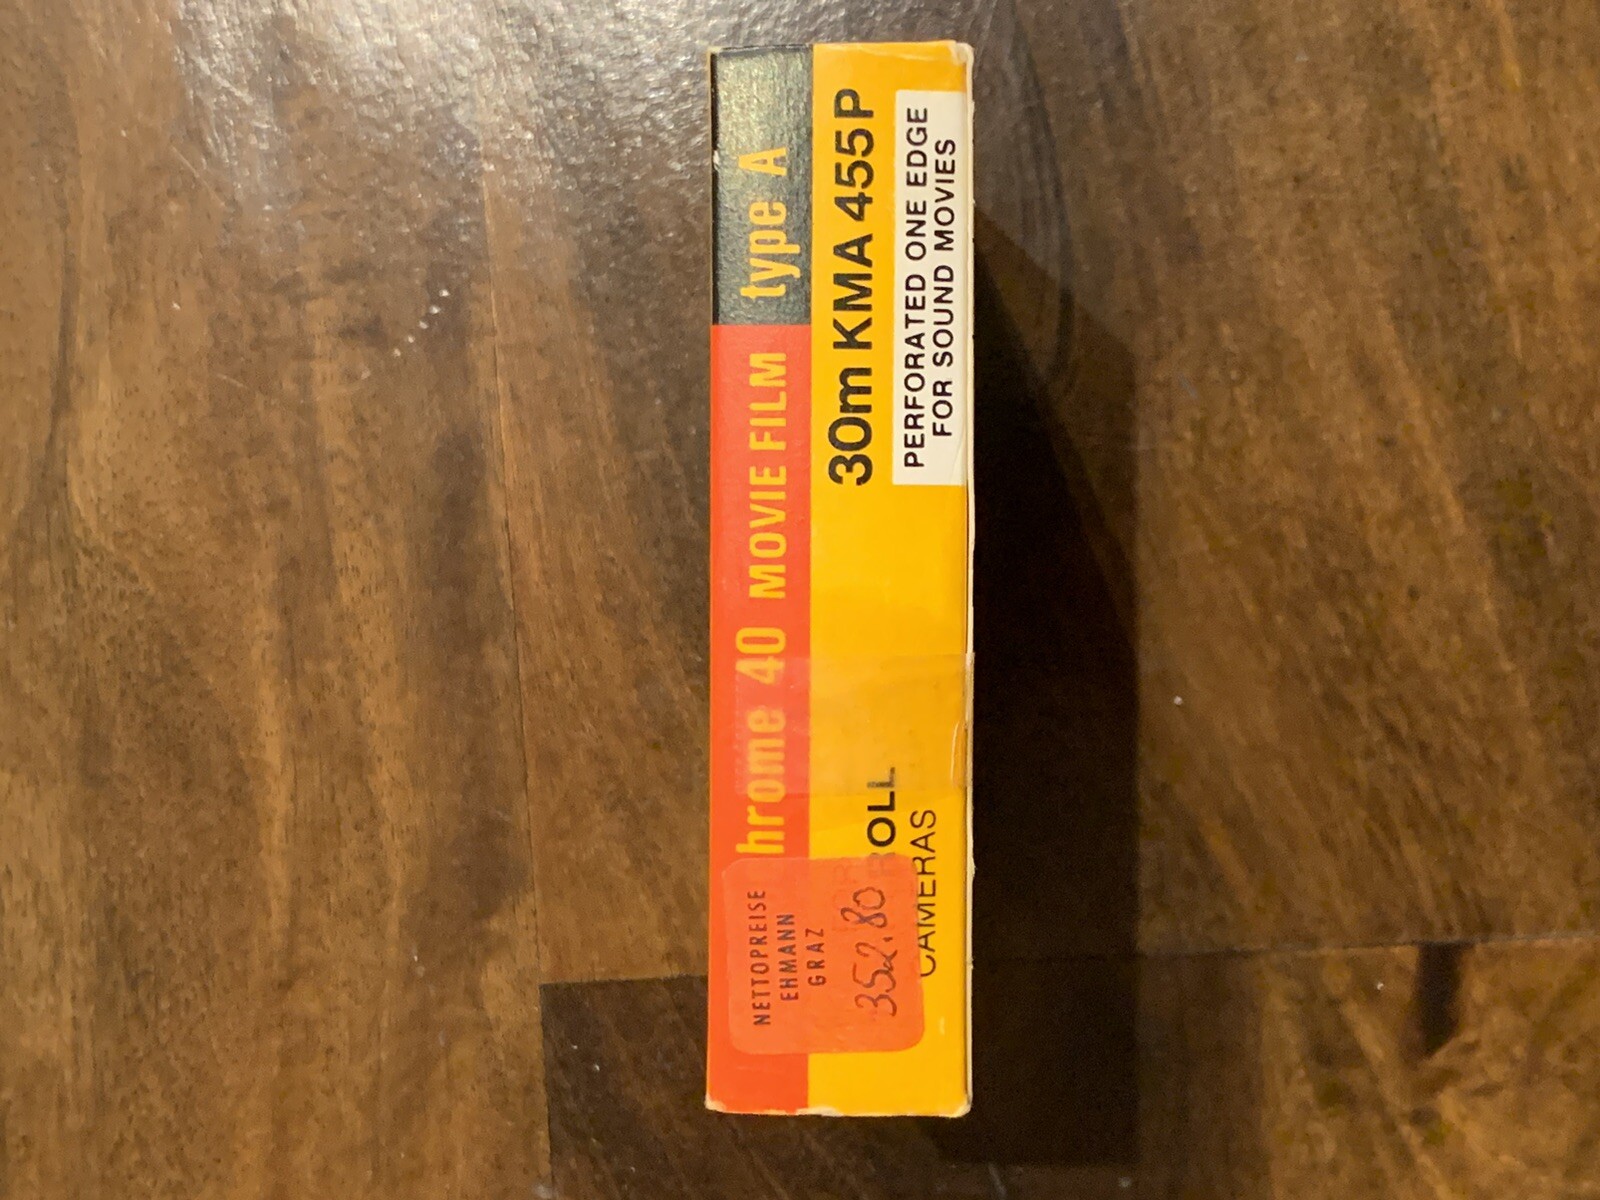 hrome 40 MOVIE FILM type A
30m KMA 455P
PERFORATED ONE EDGE
FOR SOUND MOVIES
OLL
CAMERAS
NETTOPREISE
EHMANN
GRAZ
352.80